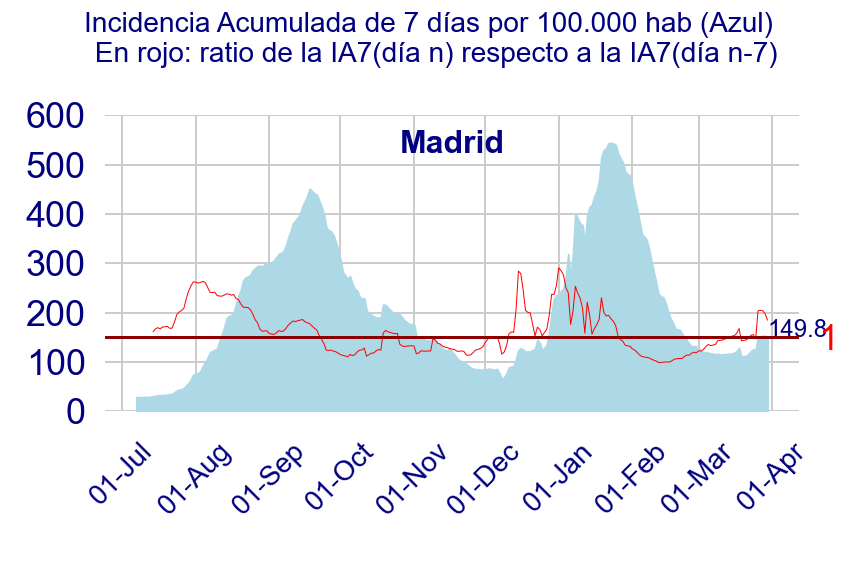 Incidencia Acumulada de 7 días por 100.000 hab (Azul)
En rojo: ratio de la IA7(día n) respecto a la IA7(día n-7)
600
Madrid
500
400
300
200
149.8
1
100
0
01-Jul
01-Aug
01-Sep
01-Oct
01-Nov
01-Dec
01-Jan
01-Feb
01-Mar
01-Apr